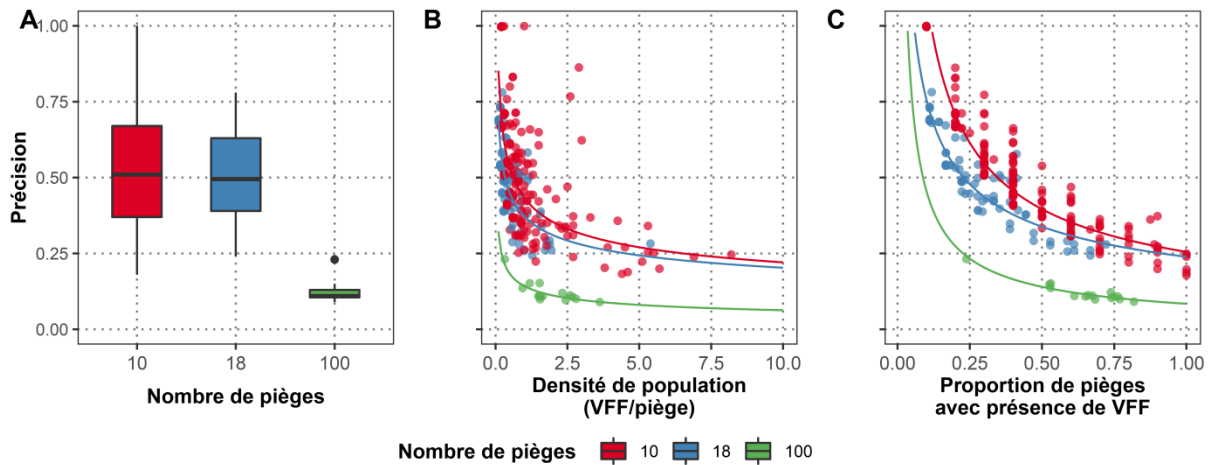 A
B
C
Précision
1.00
0.75
0.50
0.25
0.00
10
18
100
Nombre de pièges
0.0
2.5
5.0
7.5
10.0
Densité de population
(VFF/piège)
0.00
0.25
0.50
0.75
1.00
Proportion de pièges
avec présence de VFF
Nombre de pièges 10 18 100